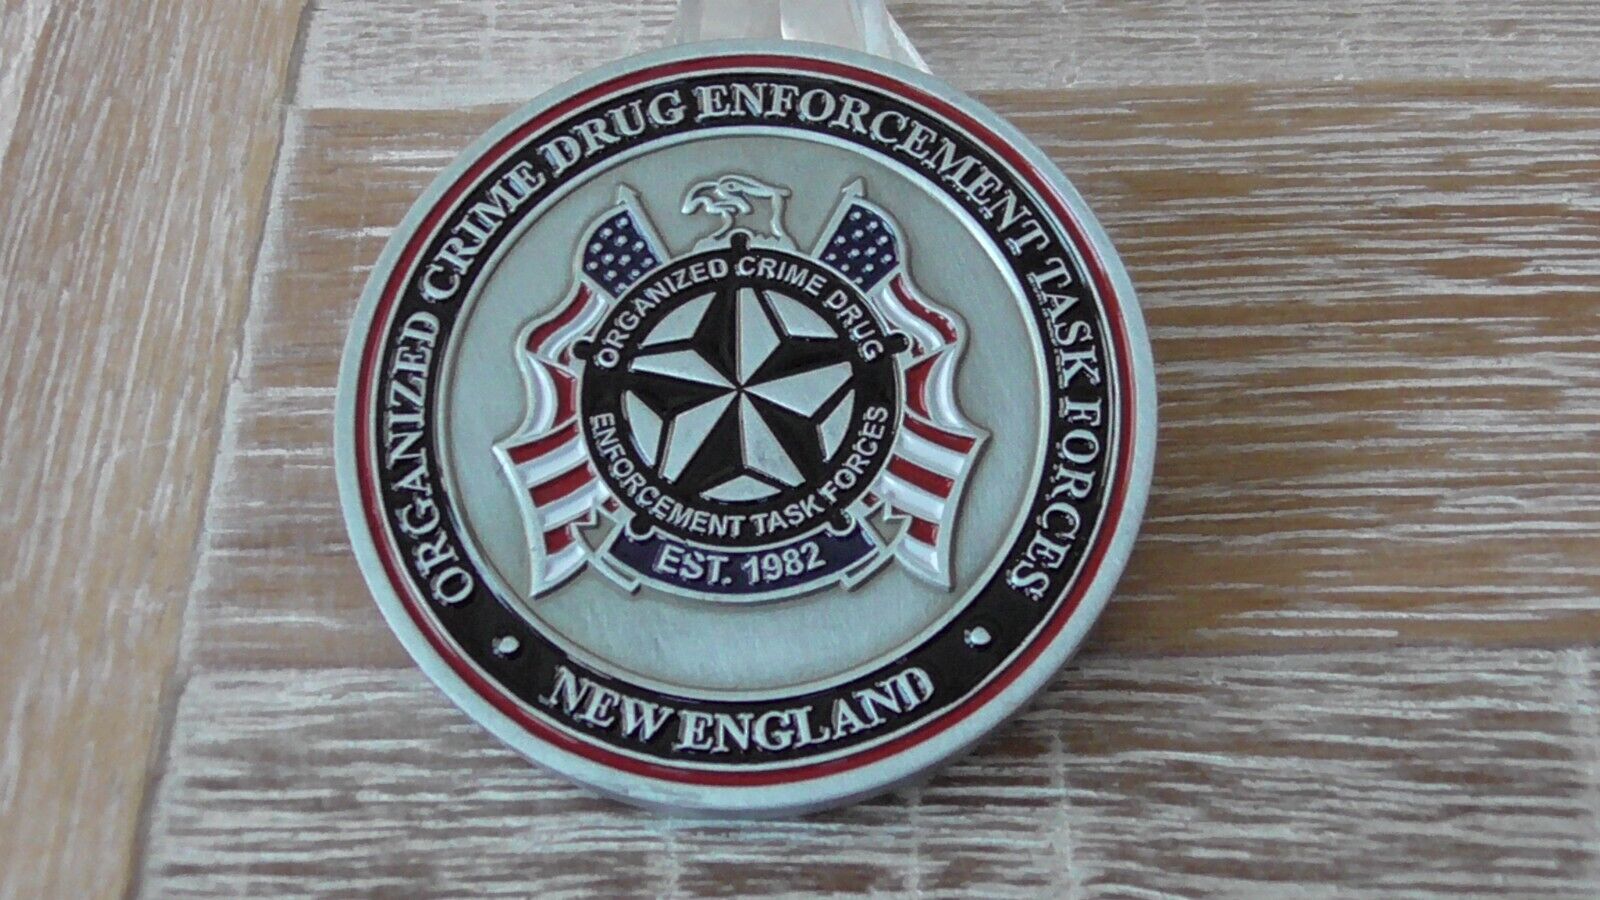 ORGANIZED CRIME DRUG ENFORCEMENT TASK FORCES
ORGANIZED CRIME DRUG
ENFORCEMENT TASK FORCES
EST. 1982
• NEW ENGLAND •